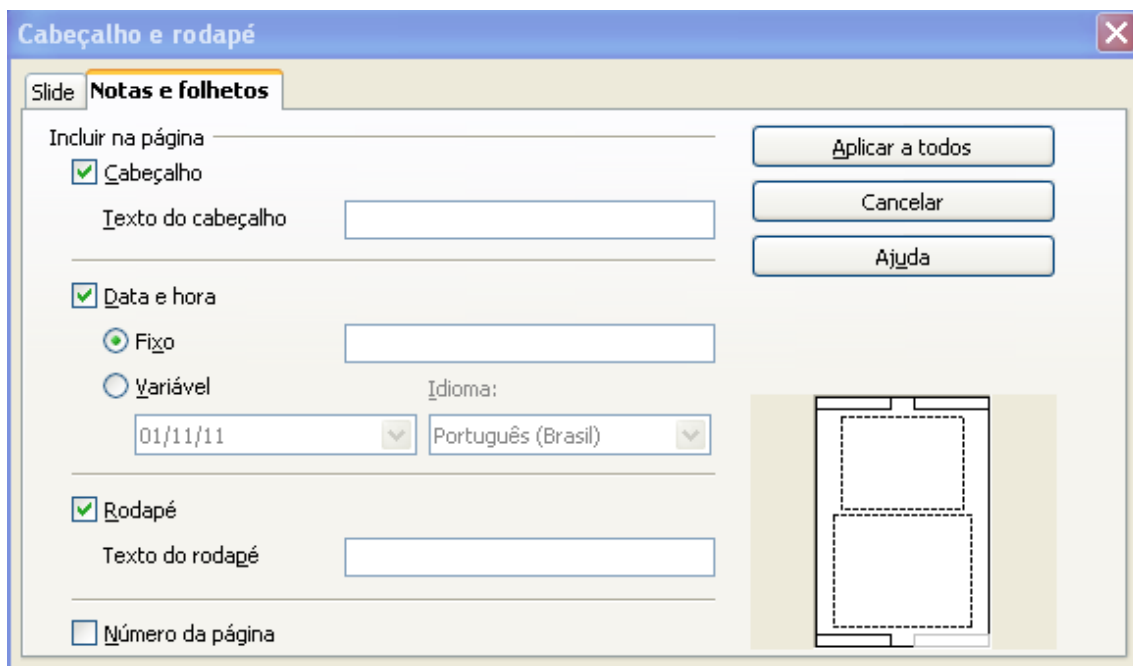 Cabeçalho e rodapé
Slide Notas e folhetos
Incluir na página
Cabeçalho
Texto do cabeçalho
Data e hora
Fixo
Variável Idioma:
01/11/11 Português (Brasil)
Rodapé
Texto do rodapé
Número da página
Aplicar a todos
Cancelar
Ajuda